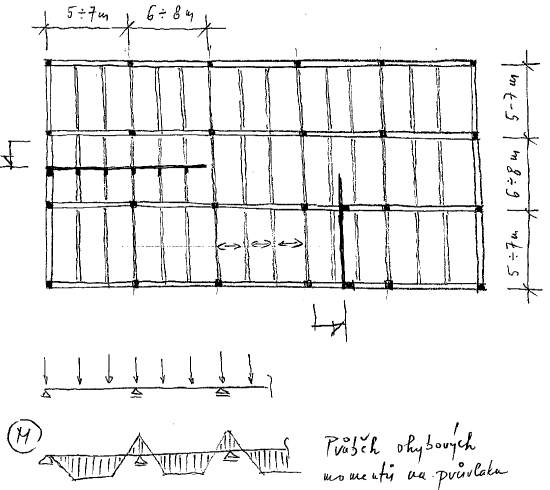 5÷7m 6÷8m
5-7m
6÷8m
5÷7m
M
Průběh ohybových
momentů na průvlaku